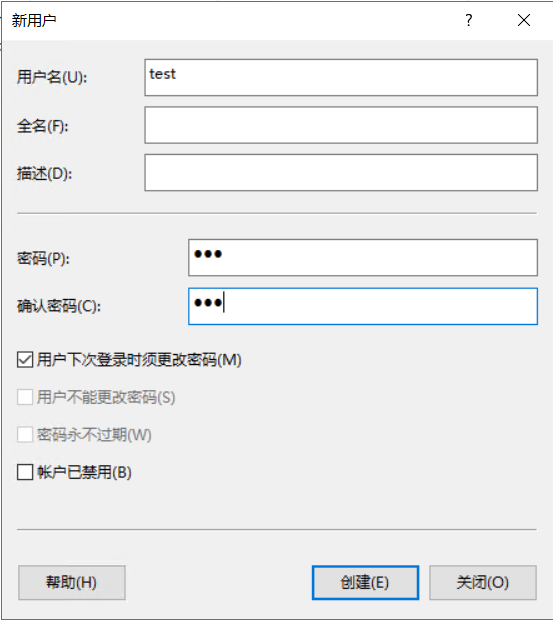 新用户
?
用户名(U):
test
全名(F):
描述(D):
密码(P):
●●●
确认密码(C):
●●●
用户下次登录时须更改密码(M)
用户不能更改密码(S)
密码永不过期(W)
帐户已禁用(B)
帮助(H)
创建(E)
关闭(O)